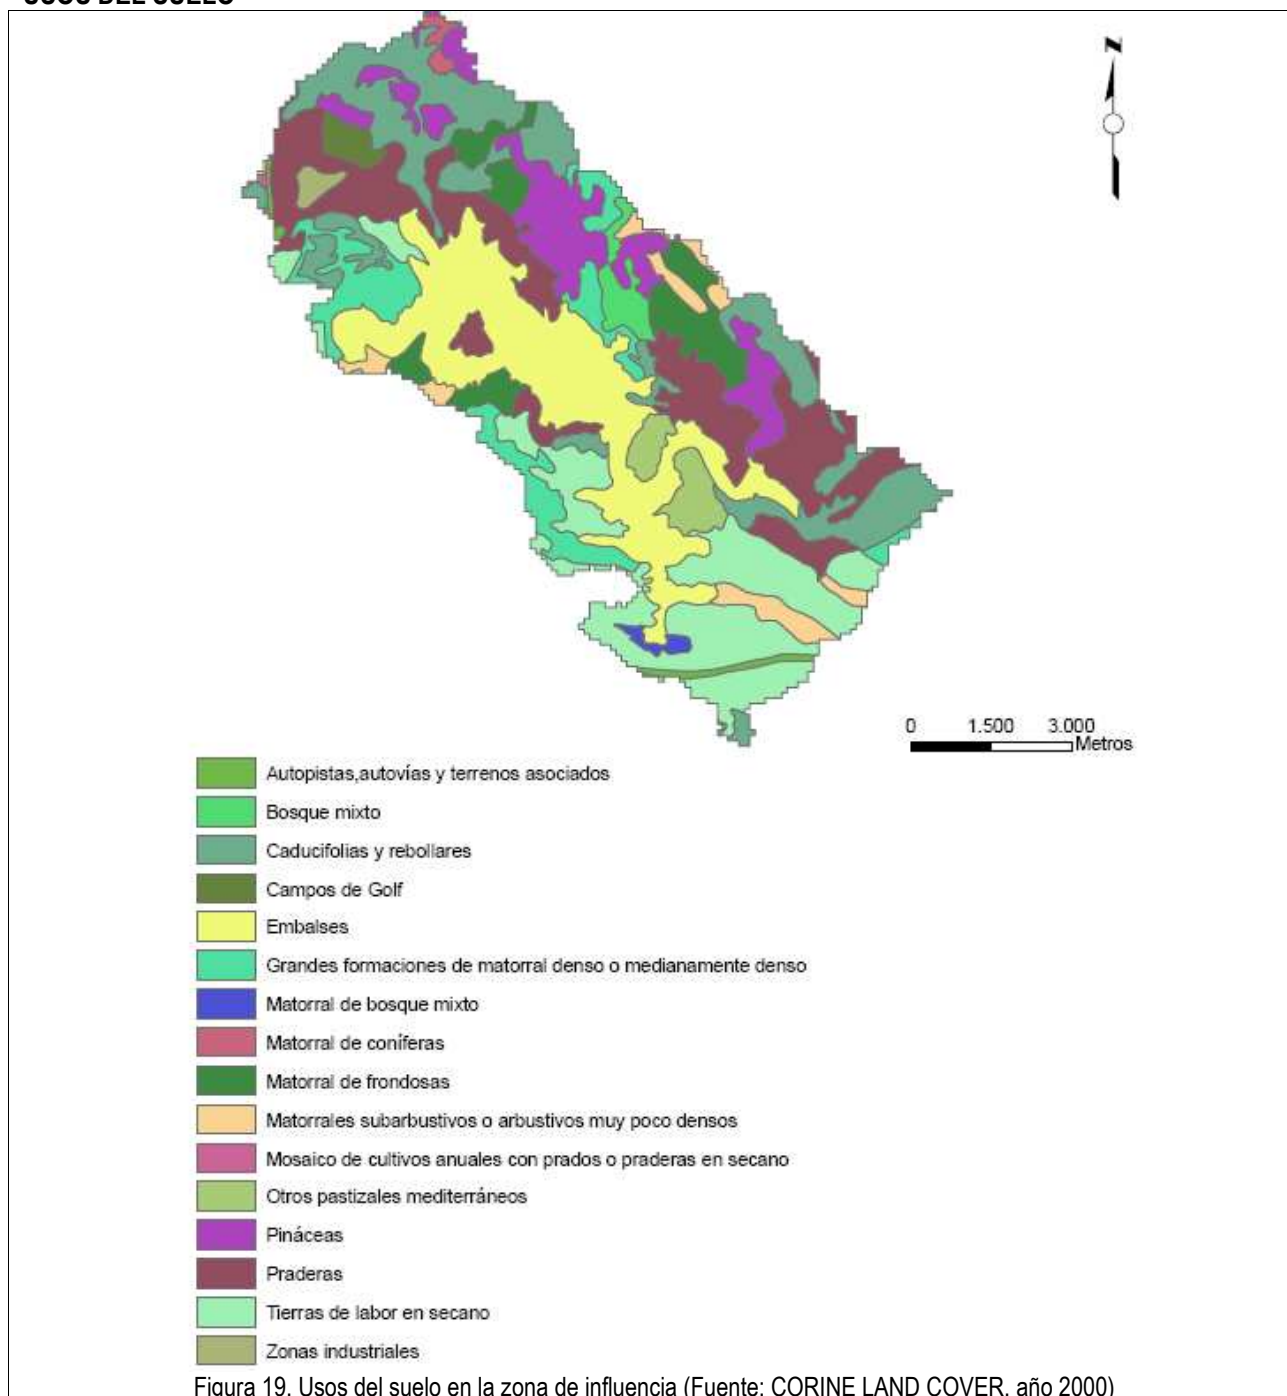 USOS DEL SUELO
N
0 1.500 3.000
Metros
Autopistas,autovías y terrenos asociados
Bosque mixto
Caducifolias y rebollares
Campos de Golf
Embalses
Grandes formaciones de matorral denso o medianamente denso
Matorral de bosque mixto
Matorral de coníferas
Matorral de frondosas
Matorrales subarbustivos o arbustivos muy poco densos
Mosaico de cultivos anuales con prados o praderas en secano
Otros pastizales mediterráneos
Pináceas
Praderas
Tierras de labor en secano
Zonas industriales
Figura 19. Usos del suelo en la zona de influencia (Fuente: CORINE LAND COVER, año 2000)